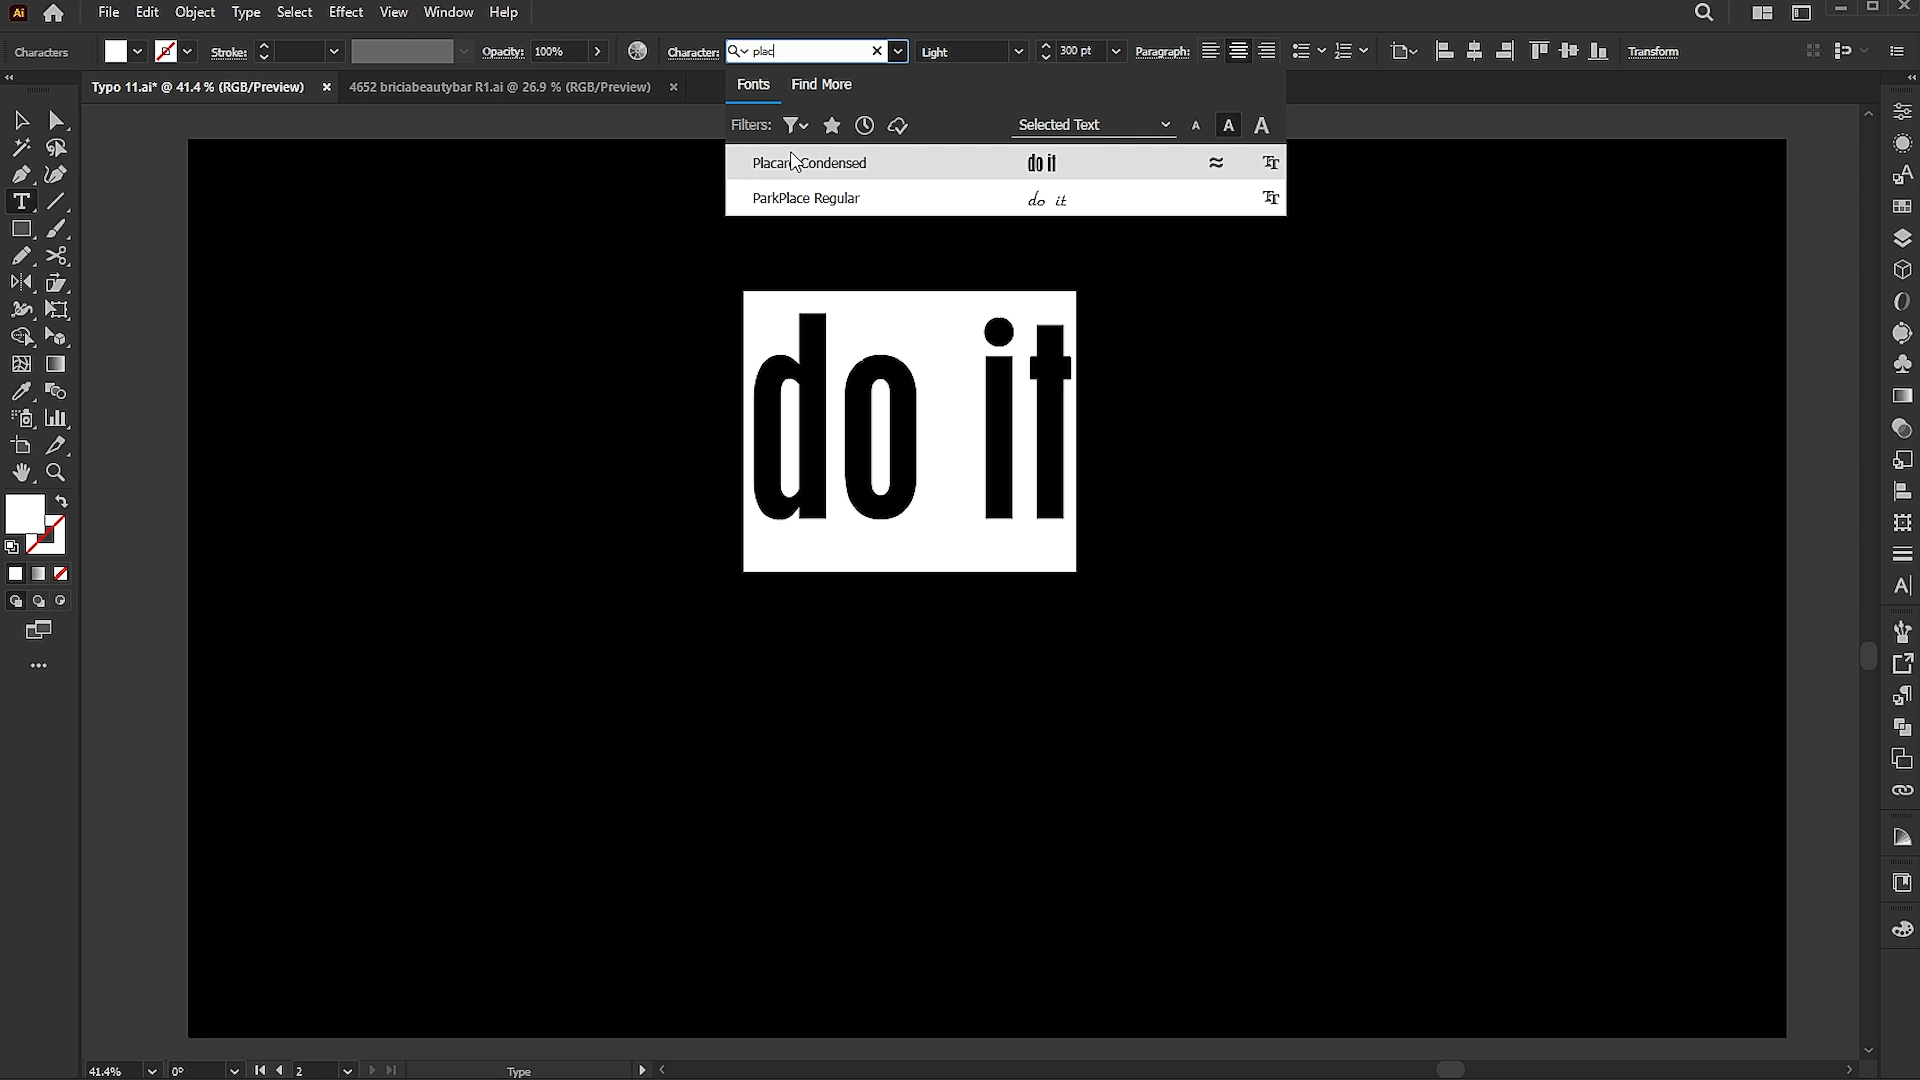 Ai File Edit Object Type Select Effect View Window Help
Characters Stroke: Opacity: 100% Character: plac Light 300 pt Paragraph: Transform
Typo 11.ai* @ 41.4 % (RGB/Preview) 4652 briciabeautybar R1.ai @ 26.9 % (RGB/Preview)
Fonts Find More
Filters: Selected Text A A A
Placard Condensed do it
ParkPlace Regular do it
do it
41.4% 0° 2 Type